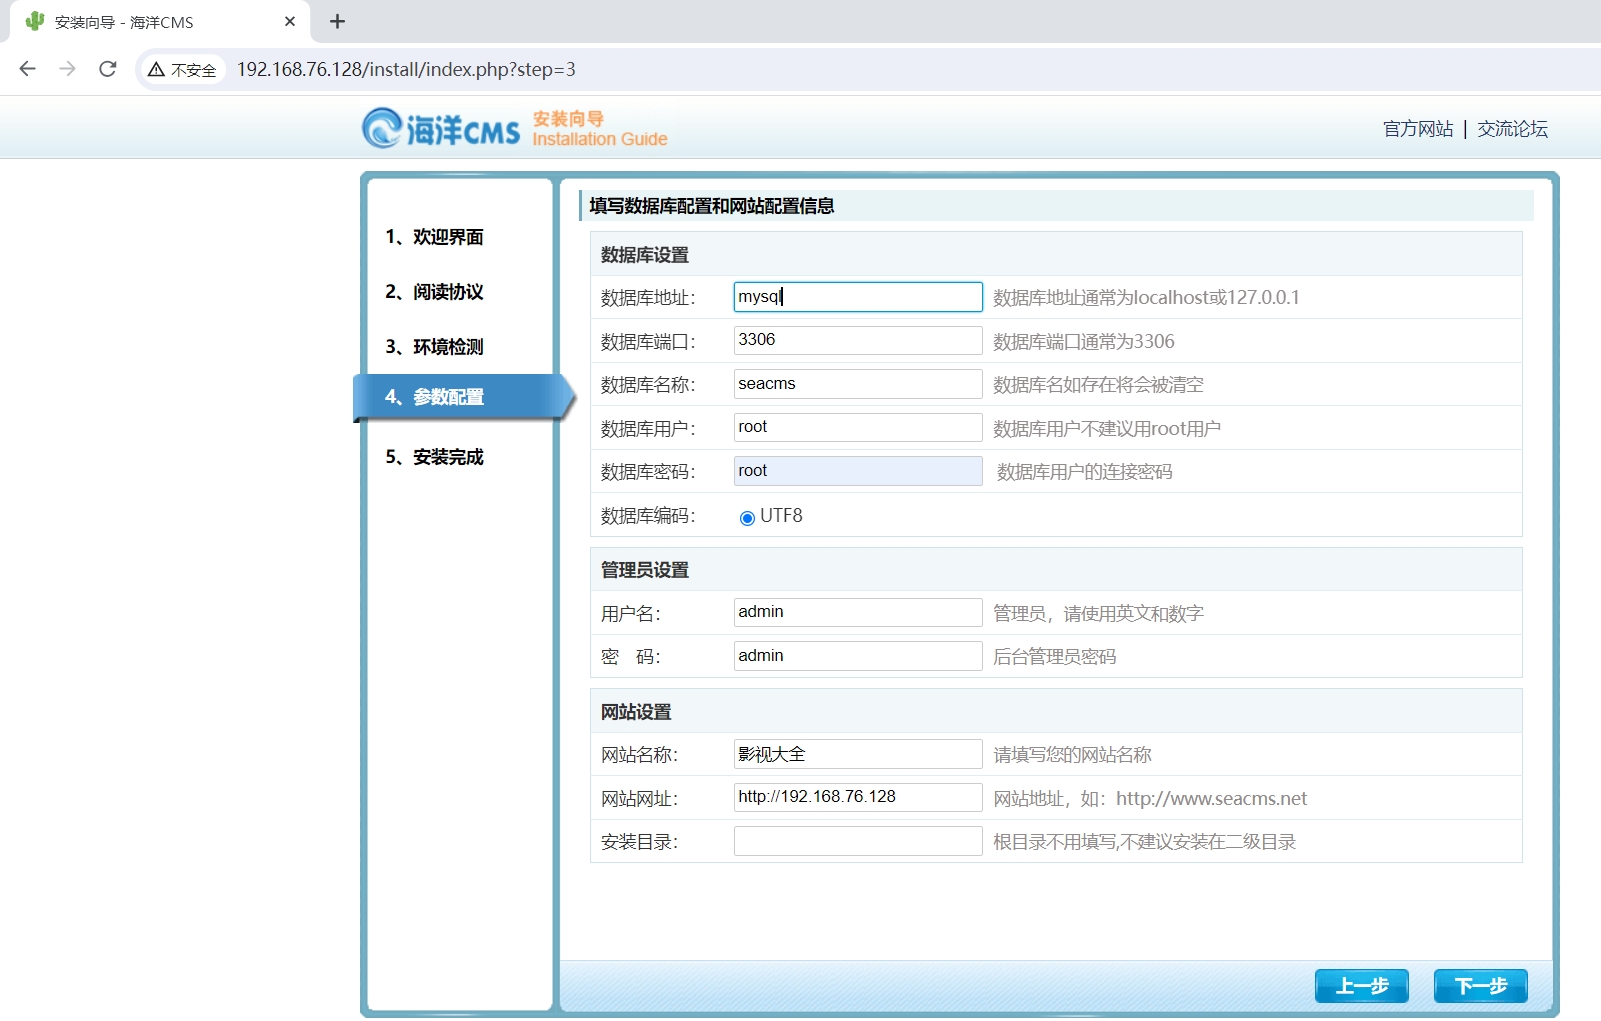 安装向导 - 海洋CMS
不安全 192.168.76.128/install/index.php?step=3
海洋CMS 安装向导
Installation Guide
官方网站 | 交流论坛
1、欢迎界面
2、阅读协议
3、环境检测
4、参数配置
5、安装完成
填写数据库配置和网站配置信息
数据库设置
数据库地址: mysql 数据库地址通常为localhost或127.0.0.1
数据库端口: 3306 数据库端口通常为3306
数据库名称: seacms 数据库名如存在将会被清空
数据库用户: root 数据库用户不建议用root用户
数据库密码: root 数据库用户的连接密码
数据库编码: UTF8
管理员设置
用户名: admin 管理员，请使用英文和数字
密 码: admin 后台管理员密码
网站设置
网站名称: 影视大全 请填写您的网站名称
网站网址: http://192.168.76.128 网站地址，如：http://www.seacms.net
安装目录: 根目录不用填写,不建议安装在二级目录
上一步 下一步